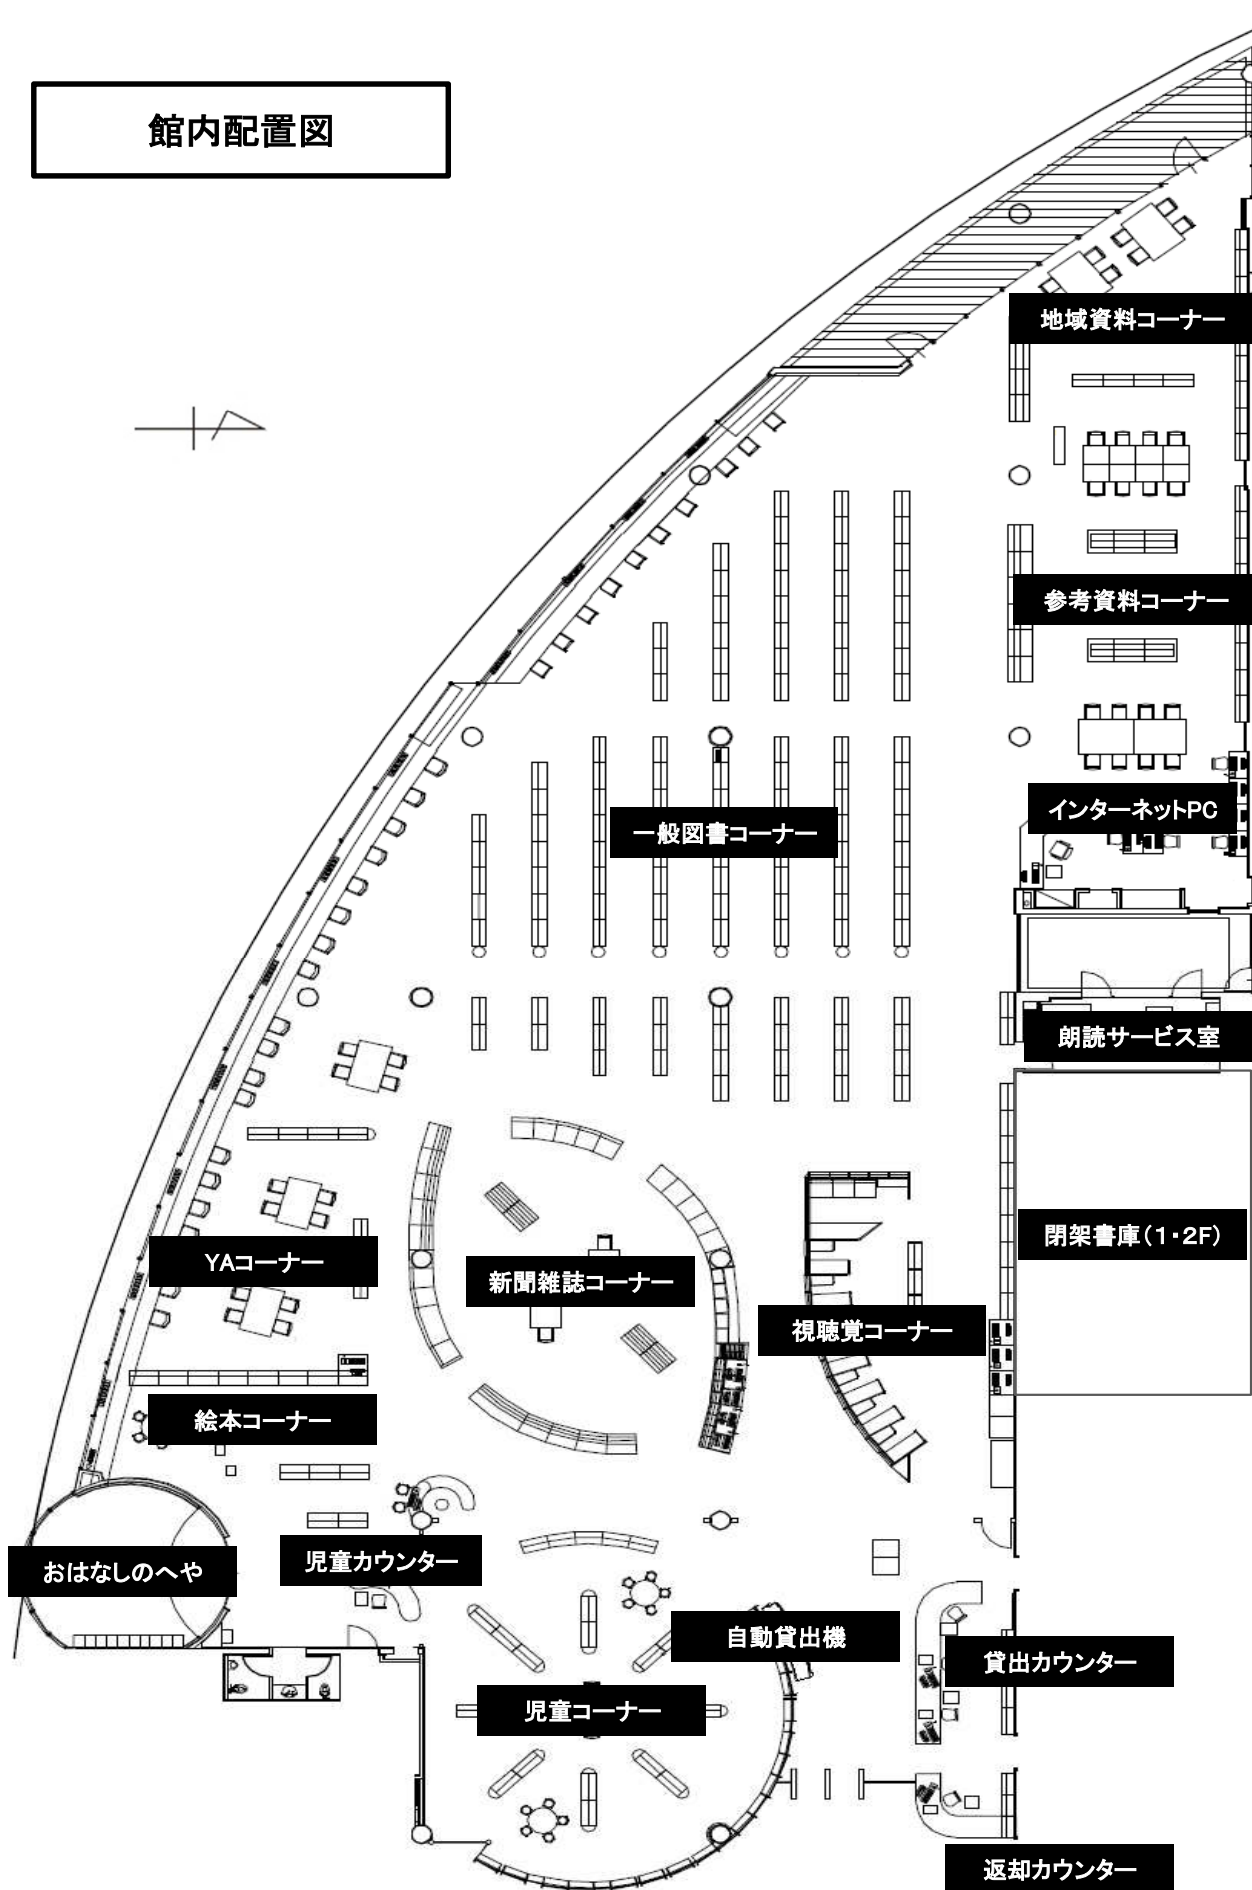 館内配置図
地域資料コーナー
参考資料コーナー
インターネットPC
一般図書コーナー
朗読サービス室
閉架書庫(1・2F)
YAコーナー
新聞雑誌コーナー
視聴覚コーナー
絵本コーナー
児童カウンター
おはなしのへや
自動貸出機
貸出カウンター
児童コーナー
返却カウンター